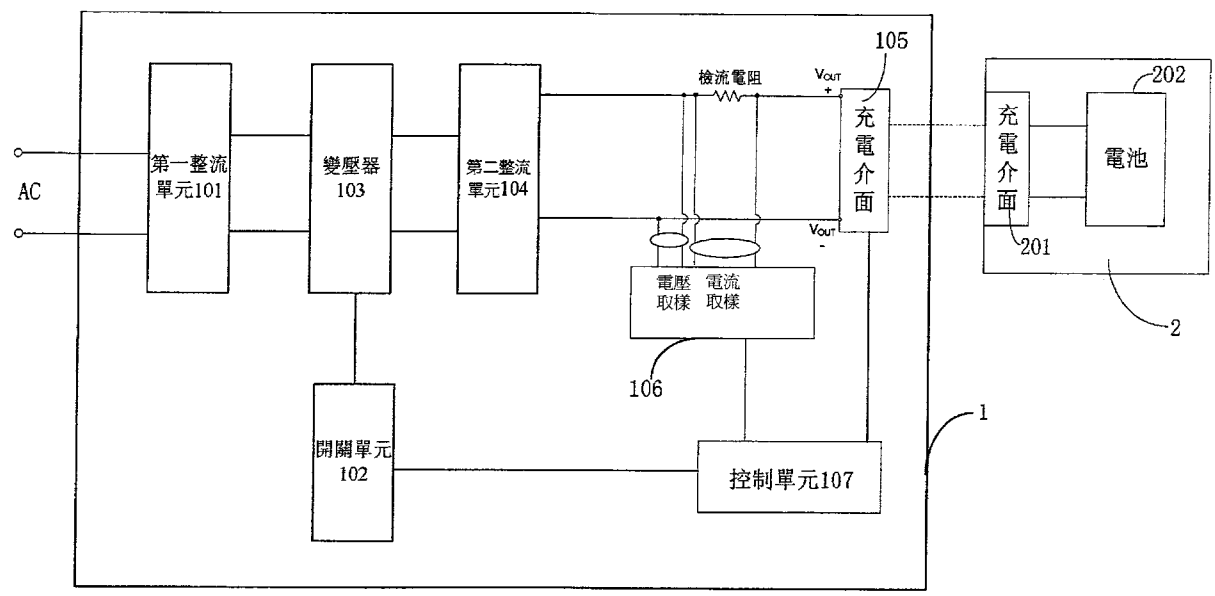 105
202
檢流電阻
VOUT
+
充電介面
充電介面
電池
第一整流
單元101
變壓器
103
第二整流
單元104
AC
VOUT
-
201
電壓
取樣
電流
取樣
2
106
1
開關單元
102
控制單元107